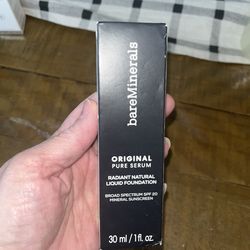 bareMinerals
ORIGINAL
PURE SERUM
RADIANT NATURAL
LIQUID FOUNDATION
BROAD SPECTRUM SPF 20
MINERAL SUNSCREEN
30 ml / 1 fl. oz.